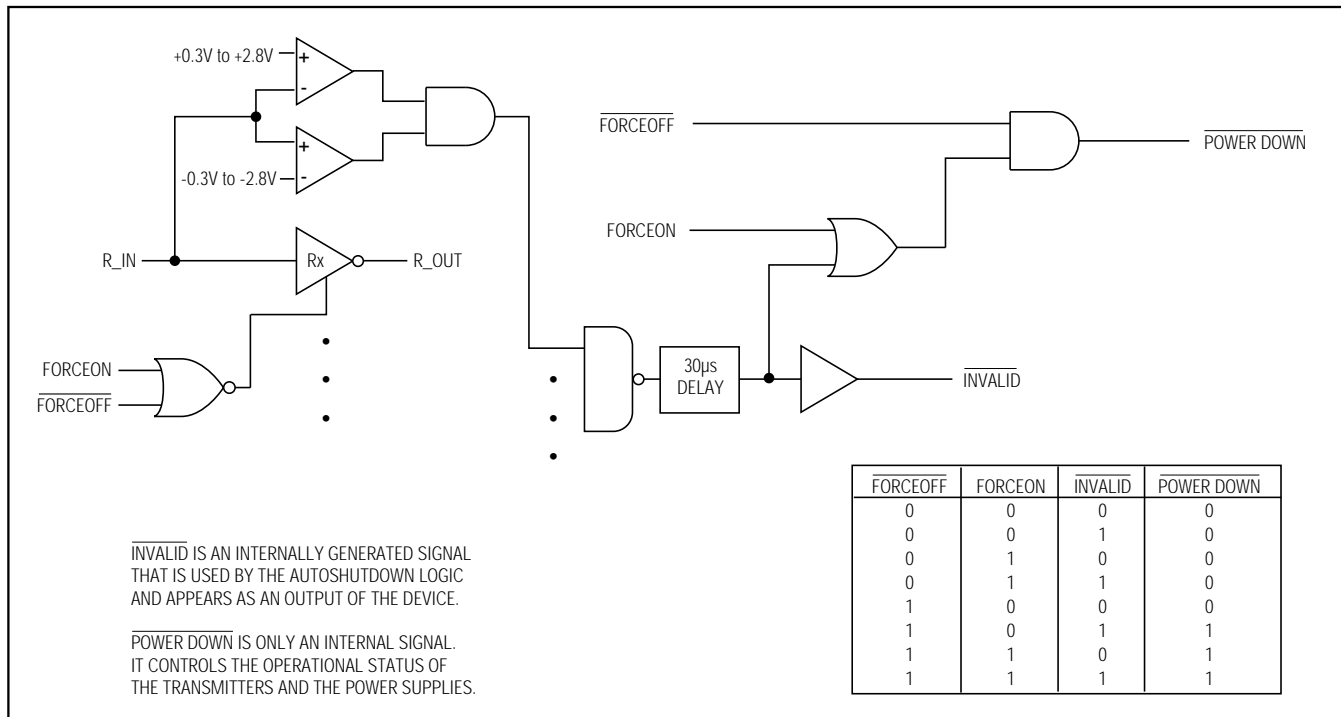 +0.3V to +2.8V
+
-
+
-
-0.3V to -2.8V
R_IN
Rx
R_OUT
FORCEON
FORCEOFF
FORCEOFF
POWER DOWN
FORCEON
30µs
DELAY
INVALID
FORCEOFF FORCEON INVALID POWER DOWN
0 0 0 0
0 0 1 0
0 1 0 0
0 1 1 0
1 0 0 0
1 0 1 1
1 1 0 1
1 1 1 1
INVALID IS AN INTERNALLY GENERATED SIGNAL
THAT IS USED BY THE AUTOSHUTDOWN LOGIC
AND APPEARS AS AN OUTPUT OF THE DEVICE.
POWER DOWN IS ONLY AN INTERNAL SIGNAL.
IT CONTROLS THE OPERATIONAL STATUS OF
THE TRANSMITTERS AND THE POWER SUPPLIES.